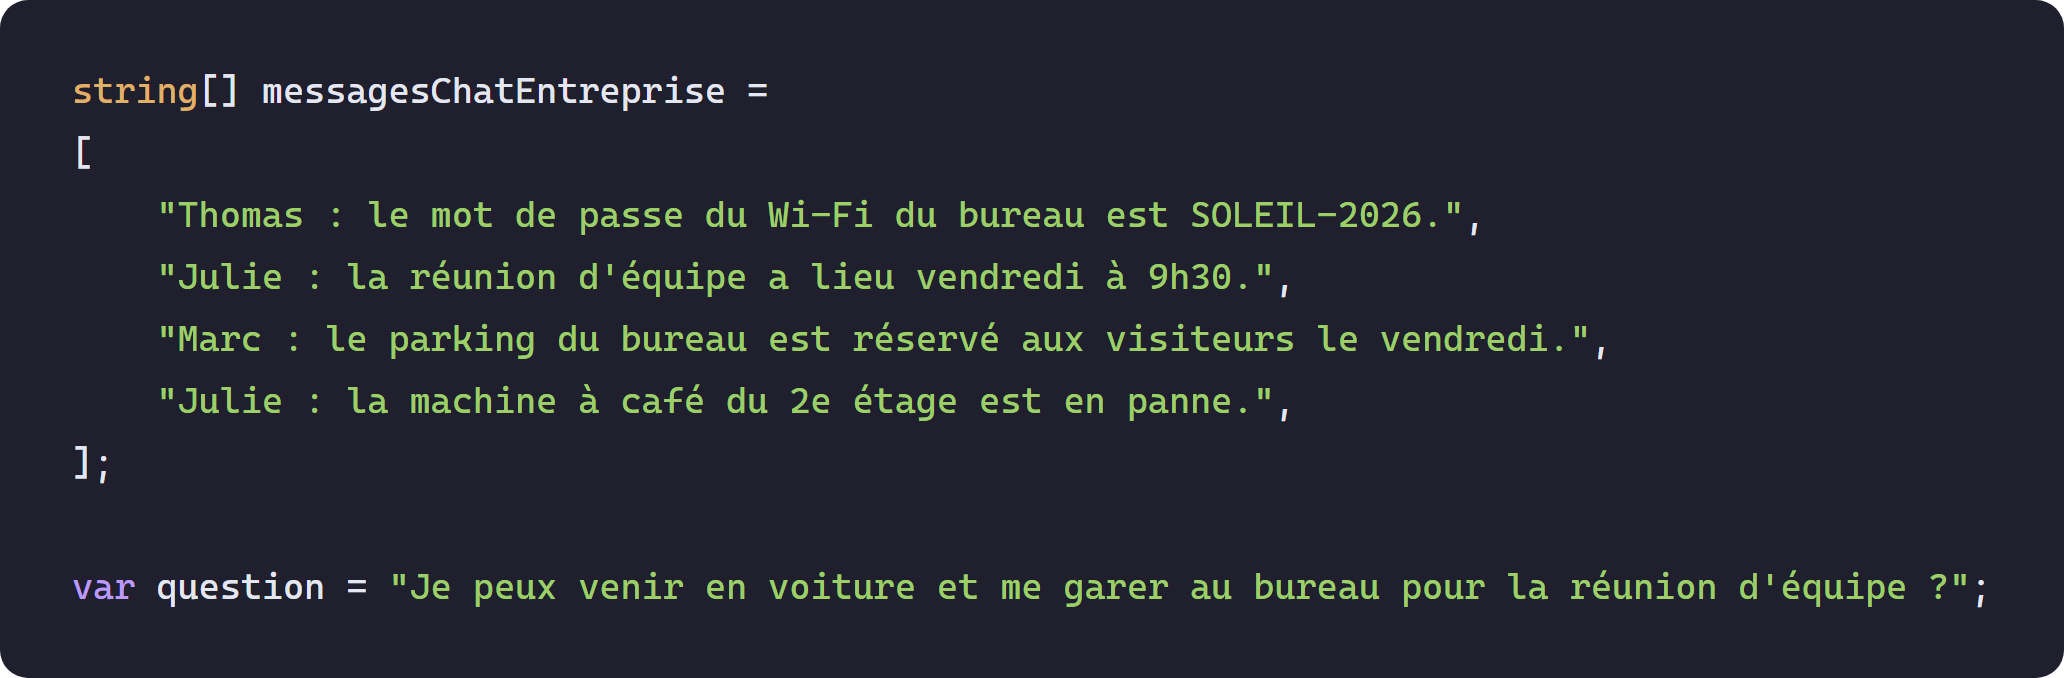 string[] messagesChatEntreprise =
[
    "Thomas : le mot de passe du Wi-Fi du bureau est SOLEIL-2026.",
    "Julie : la réunion d'équipe a lieu vendredi à 9h30.",
    "Marc : le parking du bureau est réservé aux visiteurs le vendredi.",
    "Julie : la machine à café du 2e étage est en panne.",
];

var question = "Je peux venir en voiture et me garer au bureau pour la réunion d'équipe ?";